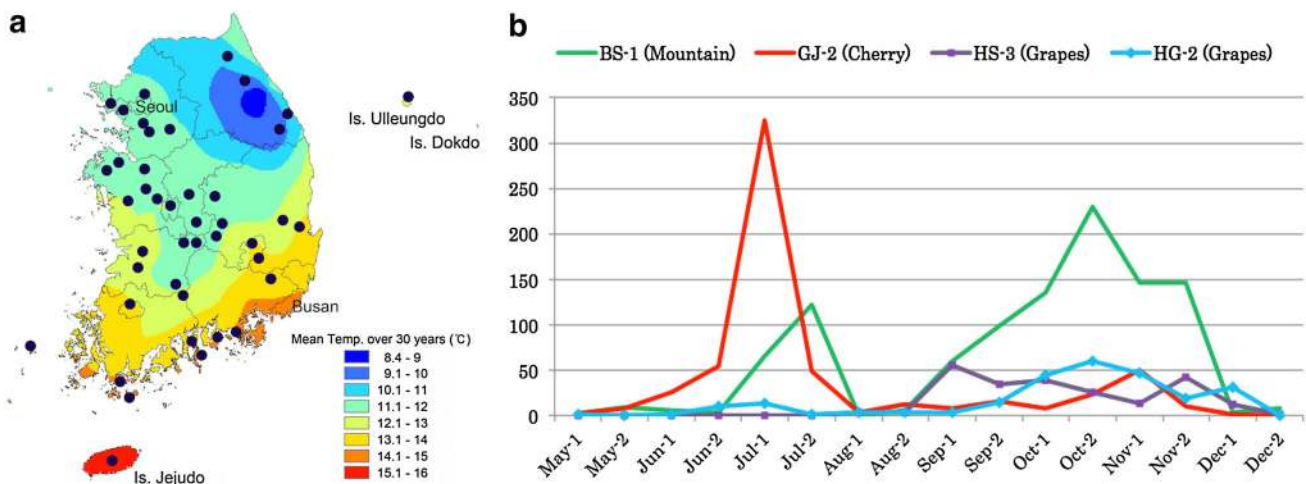 a
Seoul
Is. Ulleungdo
Is. Dokdo
Busan
Mean Temp. over 30 years (℃)
8.4 - 9
9.1 - 10
10.1 - 11
11.1 - 12
12.1 - 13
13.1 - 14
14.1 - 15
15.1 - 16
Is. Jejudo
b
BS-1 (Mountain) GJ-2 (Cherry) HS-3 (Grapes) HG-2 (Grapes)
350
300
250
200
150
100
50
0
May-1 May-2 Jun-1 Jun-2 Jul-1 Jul-2 Aug-1 Aug-2 Sep-1 Sep-2 Oct-1 Oct-2 Nov-1 Nov-2 Dec-1 Dec-2